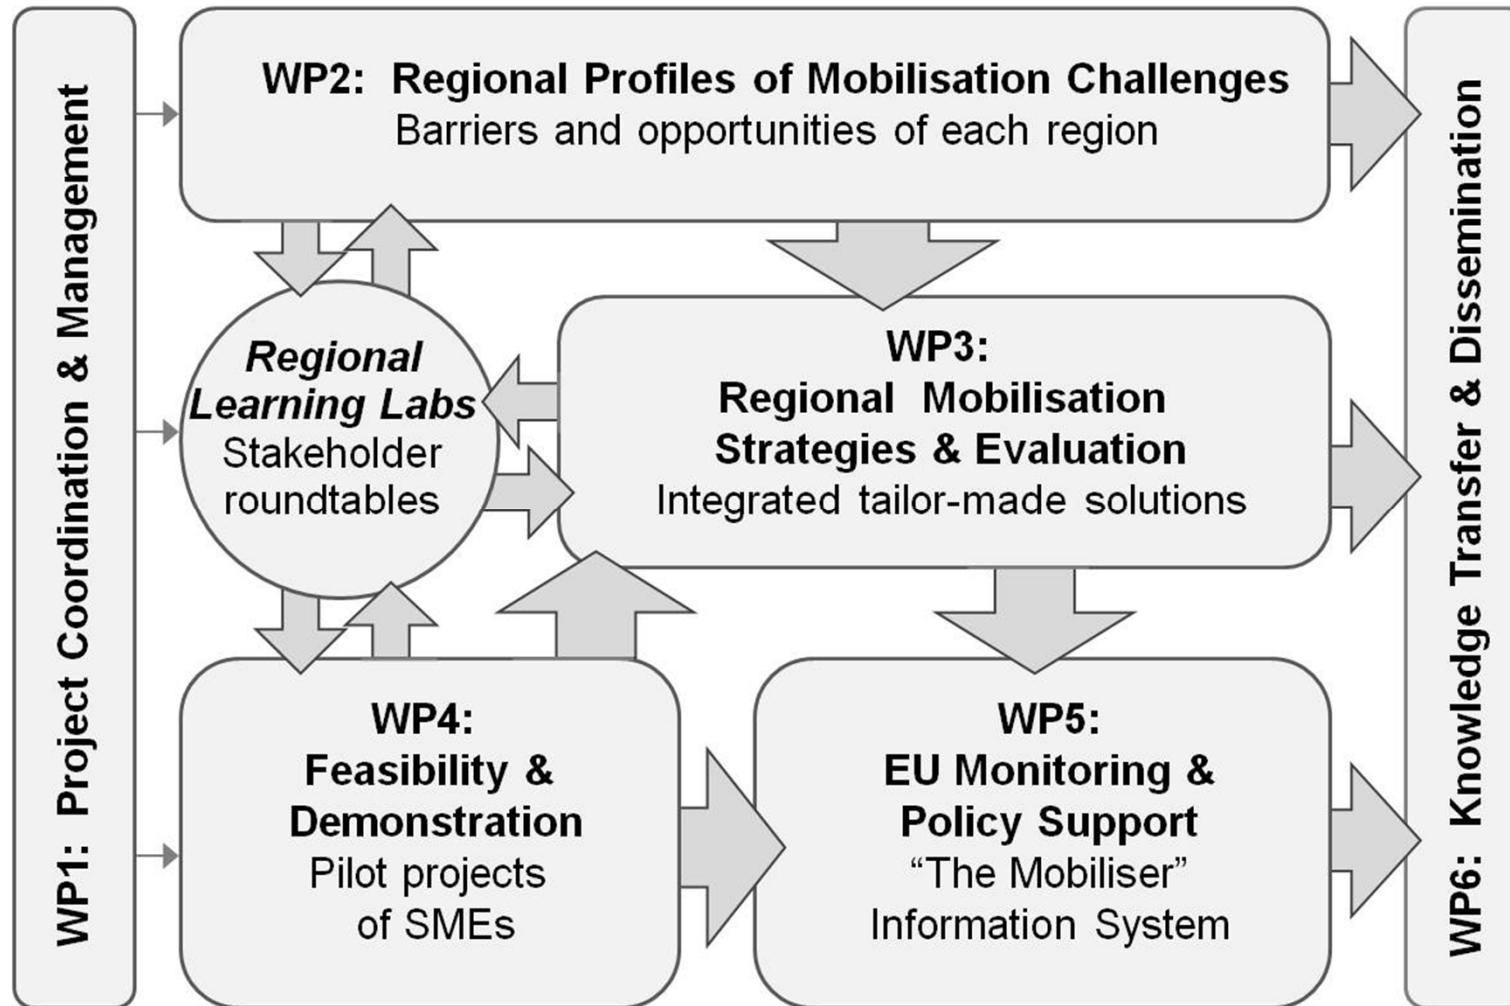 WP1: Project Coordination & Management
WP2: Regional Profiles of Mobilisation Challenges
Barriers and opportunities of each region
Regional
Learning Labs
Stakeholder
roundtables
WP3:
Regional Mobilisation
Strategies & Evaluation
Integrated tailor-made solutions
WP4:
Feasibility &
Demonstration
Pilot projects
of SMEs
WP5:
EU Monitoring &
Policy Support
“The Mobiliser”
Information System
WP6: Knowledge Transfer & Dissemination